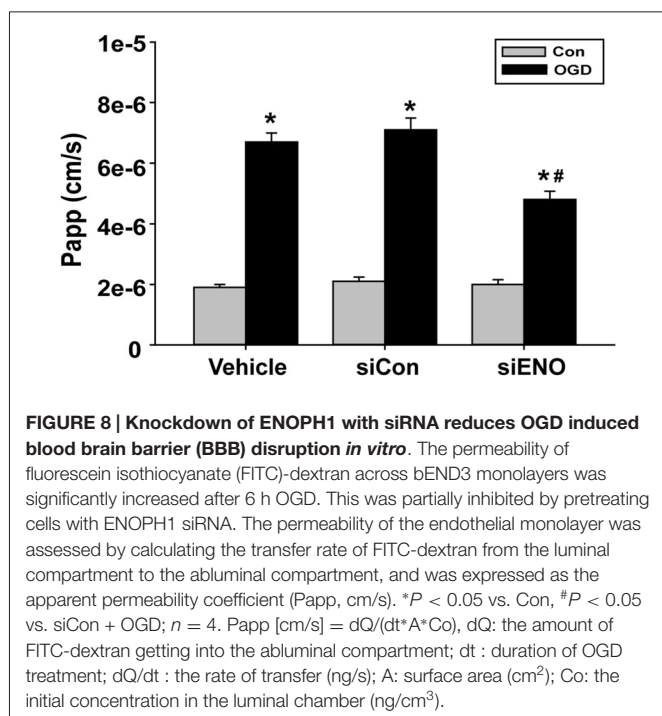 1e-5
8e-6
6e-6
4e-6
2e-6
0
Papp (cm/s)
Con
OGD
*
*
*#
Vehicle siCon siENO
FIGURE 8 | Knockdown of ENOPH1 with siRNA reduces OGD induced
blood brain barrier (BBB) disruption in vitro. The permeability of
fluorescein isothiocyanate (FITC)-dextran across bEND3 monolayers was
significantly increased after 6 h OGD. This was partially inhibited by pretreating
cells with ENOPH1 siRNA. The permeability of the endothelial monolayer was
assessed by calculating the transfer rate of FITC-dextran from the luminal
compartment to the abluminal compartment, and was expressed as the
apparent permeability coefficient (Papp, cm/s). *P < 0.05 vs. Con, #P < 0.05
vs. siCon + OGD; n = 4. Papp [cm/s] = dQ/(dt*A*Co), dQ: the amount of
FITC-dextran getting into the abluminal compartment; dt : duration of OGD
treatment; dQ/dt : the rate of transfer (ng/s); A: surface area (cm²); Co: the
initial concentration in the luminal chamber (ng/cm³).